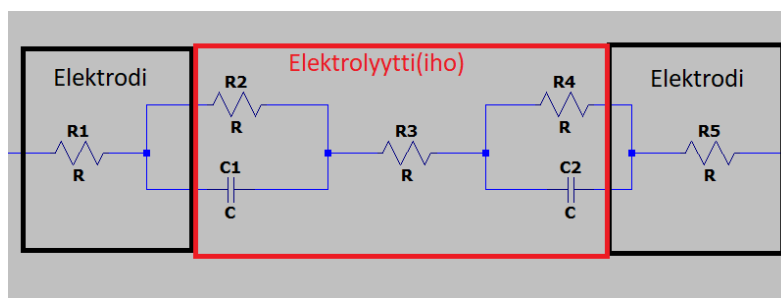 Elektrodi
Elektrolyytti(iho)
Elektrodi
R2
R
R4
R
R1
R
R3
R
R5
R
C1
C
C2
C